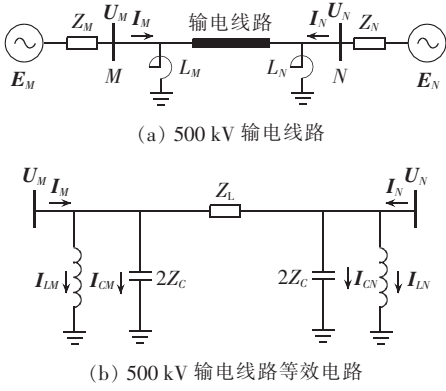 Z_M U_M I_M 输电线路 I_N U_N Z_N
E_M M L_M L_N N E_N
(a) 500 kV 输电线路
U_M I_M Z_L I_N U_N
I_LM I_CM 2Z_C 2Z_C I_CN I_LN
(b) 500 kV 线路等效电路